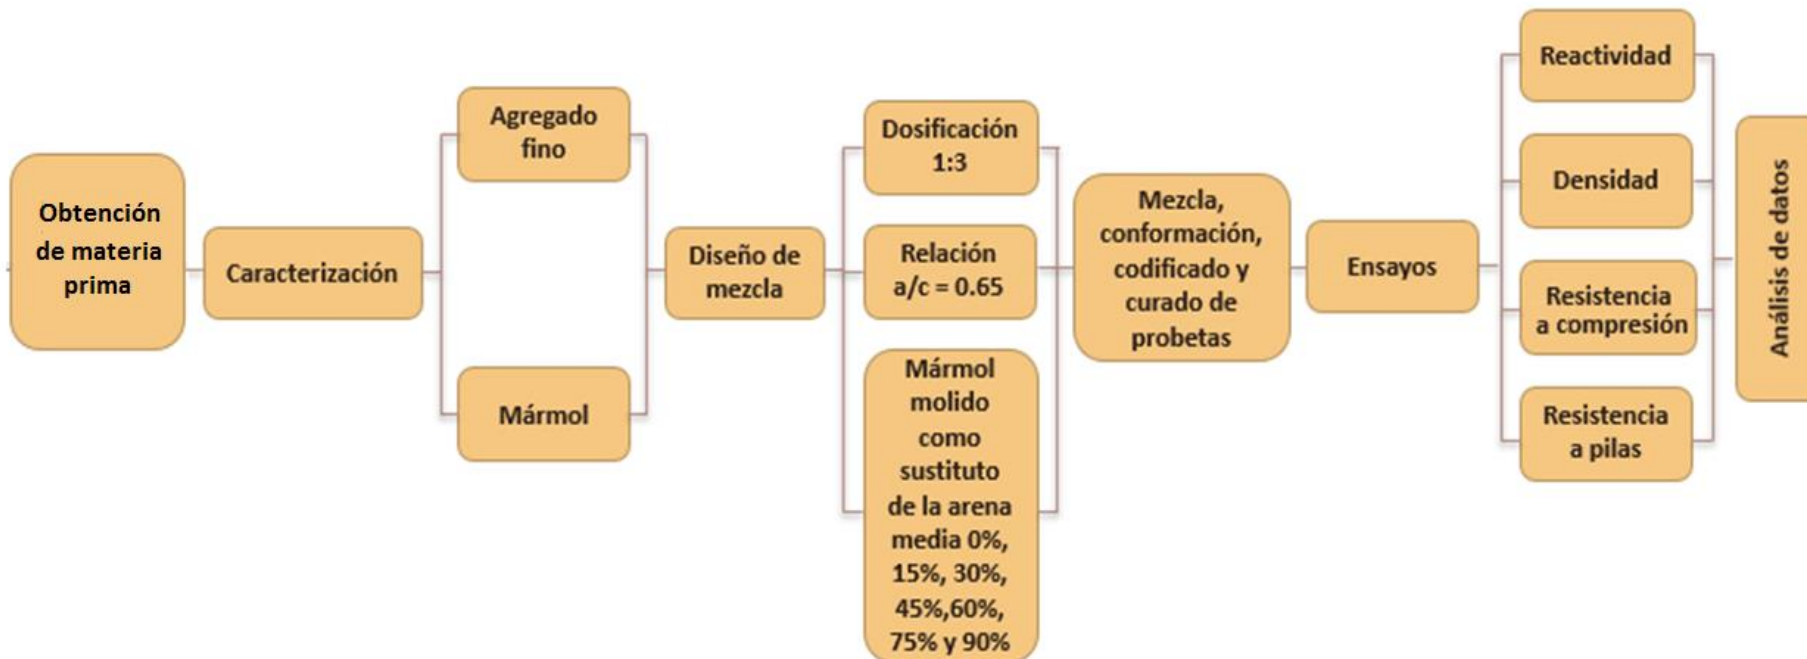 Obtención
de materia
prima
Caracterización
Agregado
fino
Mármol
Diseño de
mezcla
Dosificación
1:3
Relación
a/c = 0.65
Mármol
molido
como
sustituto
de la arena
media 0%,
15%, 30%,
45%,60%,
75% y 90%
Mezcla,
conformación,
codificado y
curado de
probetas
Ensayos
Reactividad
Densidad
Resistencia
a compresión
Resistencia
a pilas
Análisis de datos